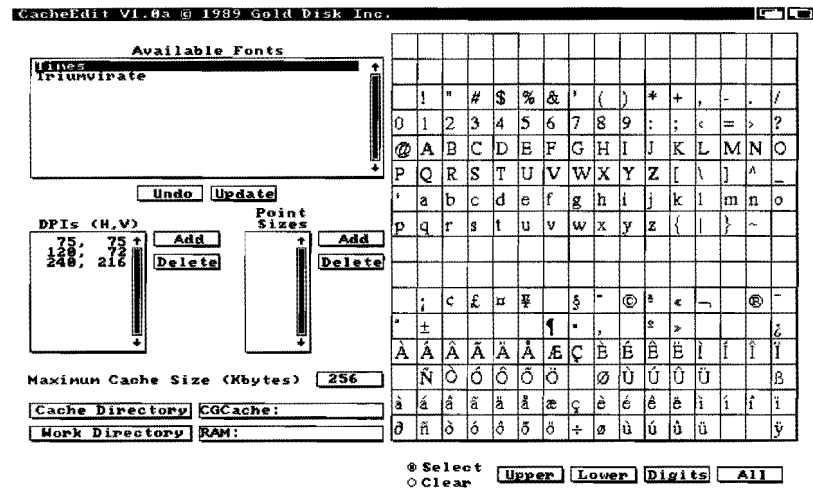 CacheEdit V1.0a © 1989 Gold Disk Inc.
Available Fonts
Times
Triumvirate
Undo Update
DPIs (H,V)
75, 75
120, 72
240, 216
Add
Delete
Point
Sizes
Add
Delete
Maximum Cache Size (Kbytes) 256
Cache Directory CGCache:
Work Directory RAM:
! " # $ % & ' ( ) * + , - . /
0 1 2 3 4 5 6 7 8 9 : ; < = > ?
@ A B C D E F G H I J K L M N O
P Q R S T U V W X Y Z [ \ ] ^ _
‘ a b c d e f g h i j k l m n o
p q r s t u v w x y z { | } ~
¡ ¢ £ ¤ ¥ § ¨ © ª « ¬ ® ¯
° ± ¶ · ¸ º » ¿
À Á Â Ã Ä Å Æ Ç È É Ê Ë Ì Í Î Ï
Ñ Ò Ó Ô Õ Ö Ø Ù Ú Û Ü ß
à á â ã ä å æ ç è é ê ë ì í î ï
ð ñ ò ó ô õ ö ÷ ø ù ú û ü ÿ
Select
Clear
Upper Lower Digits All